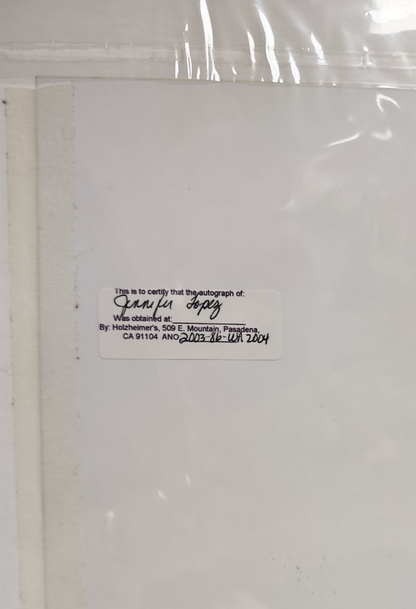 This is to certify that the autograph of:
Jennifer Lopez
Was obtained at:
By: Holzheimer's, 509 E. Mountain, Pasadena,
CA 91104 ANO 2003-86-WA 2004